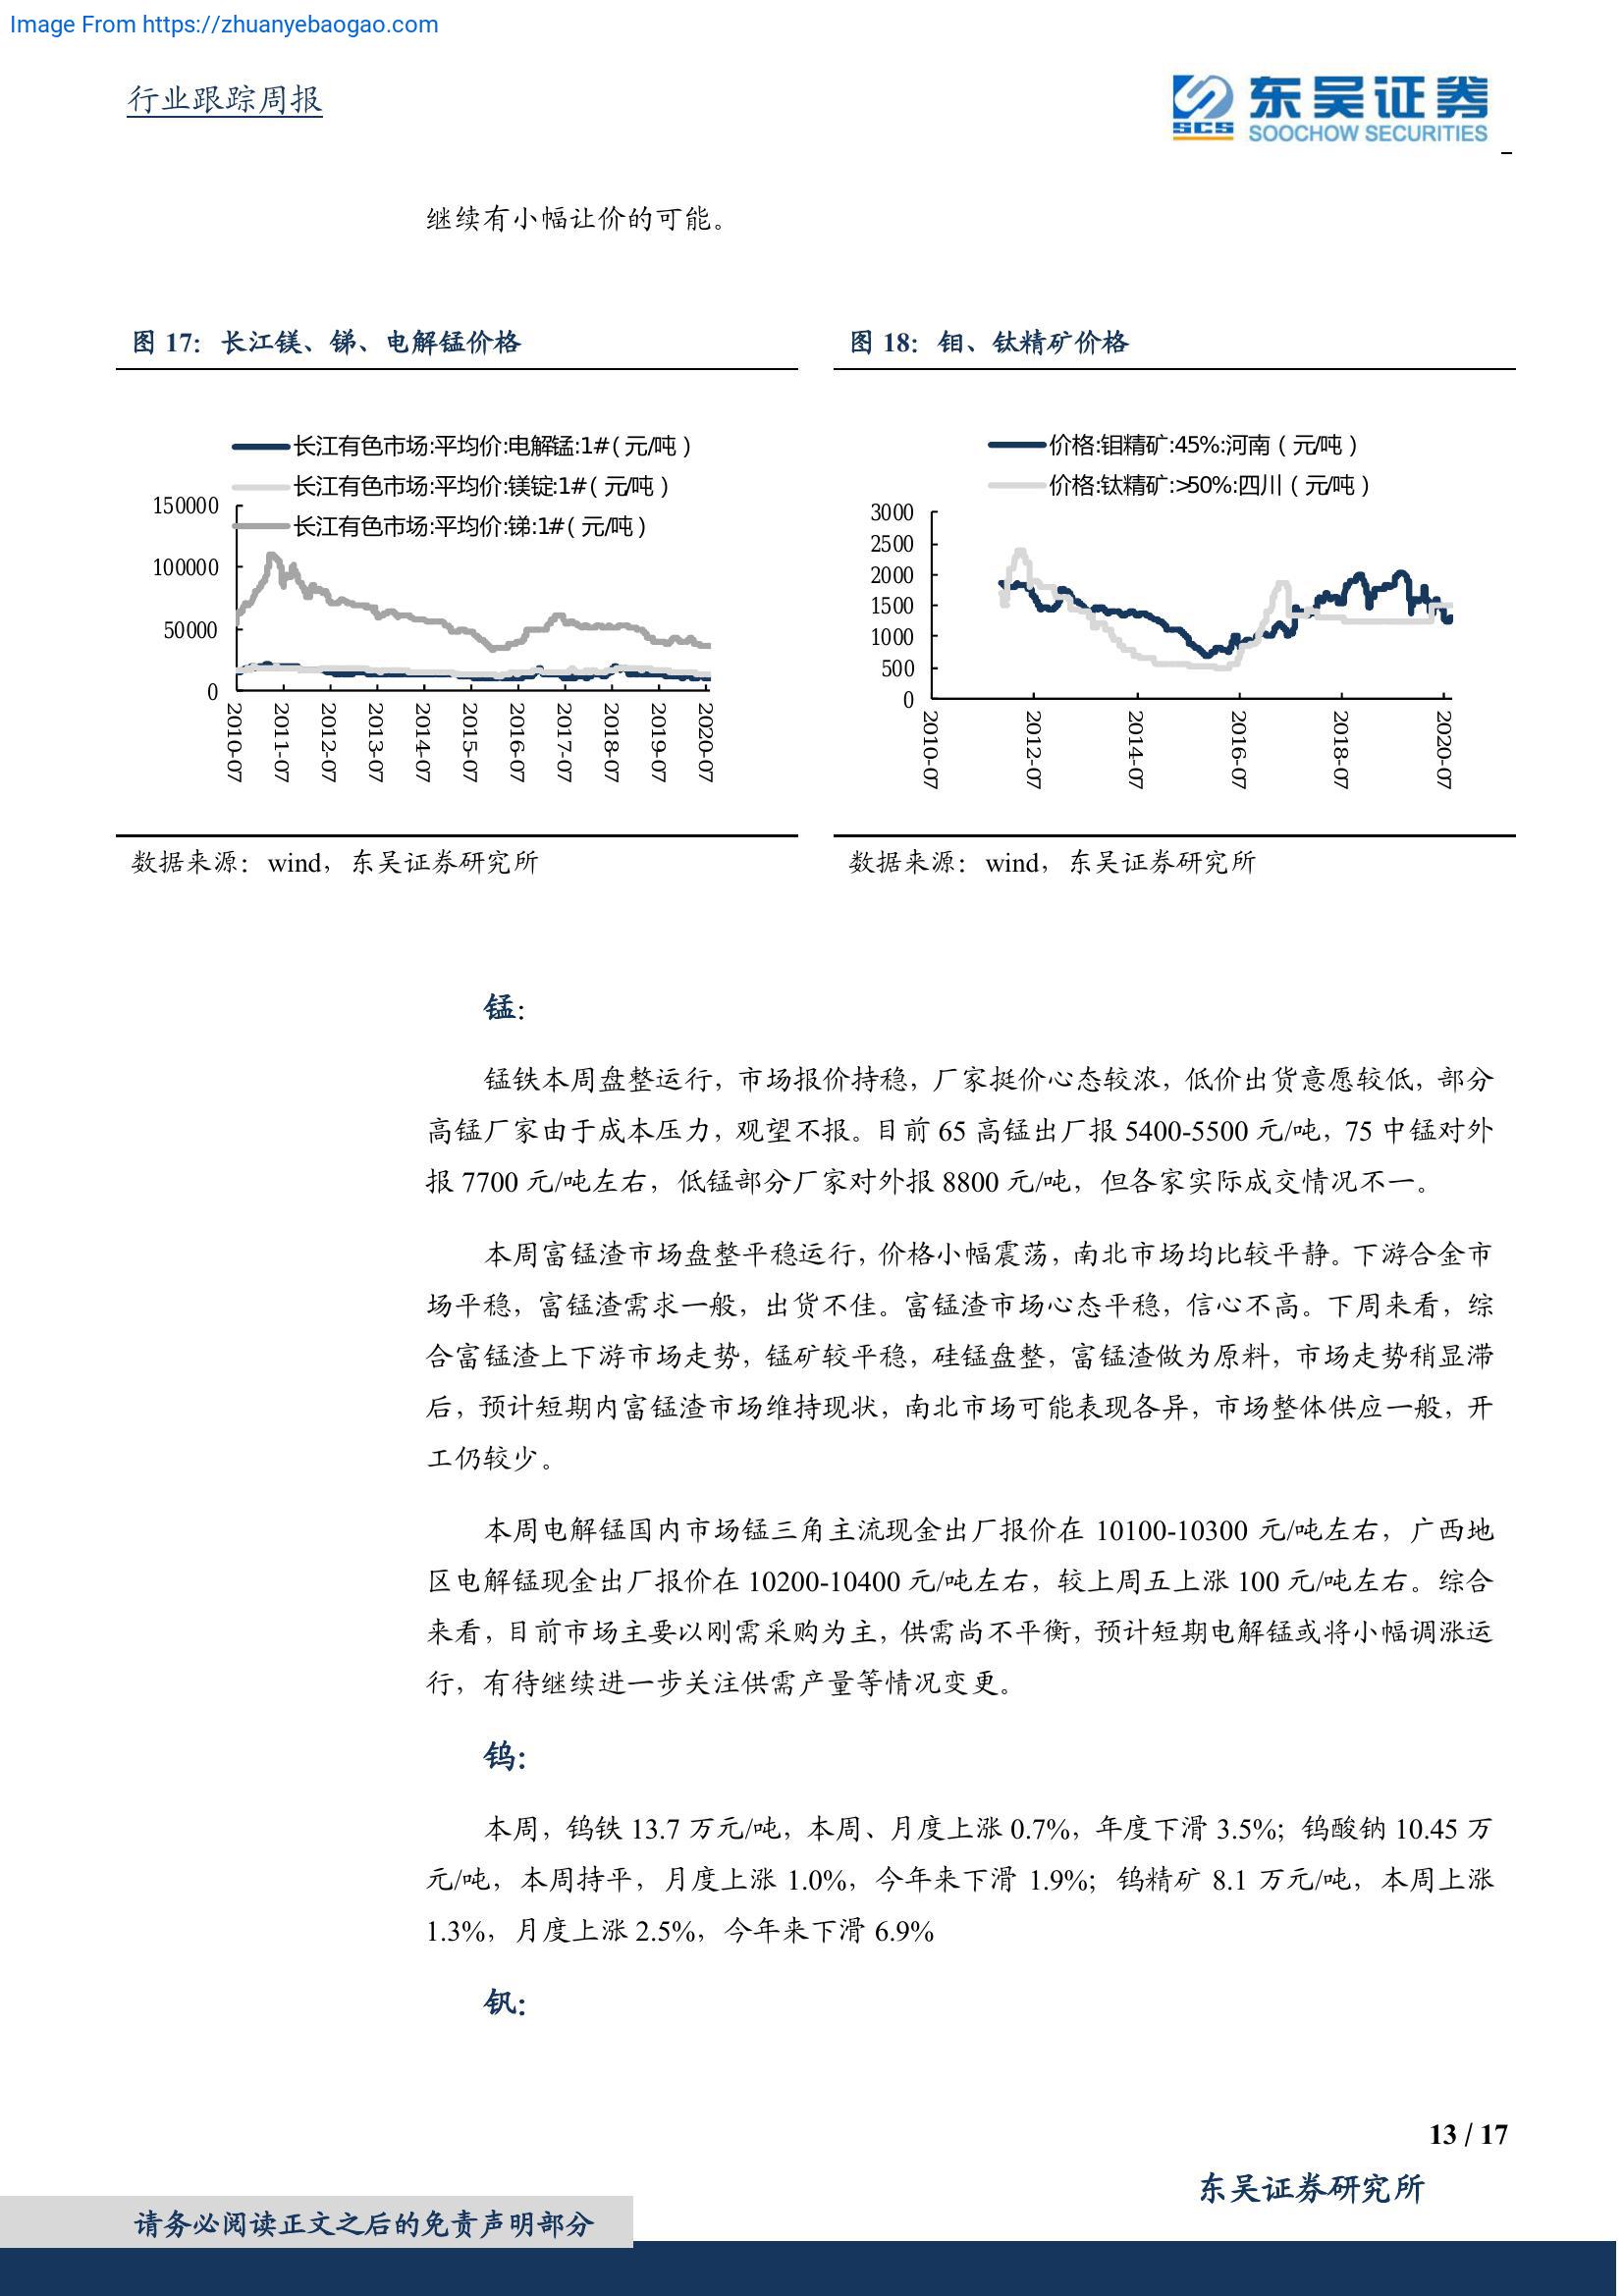 Image From https://zhuanyebaogao.com
行业跟踪周报
东吴证券
SCS
SOOCHOW SECURITIES
继续有小幅让价的可能。
图 17：长江镁、锑、电解锰价格
长江有色市场:平均价:电解锰:1#（元/吨）
长江有色市场:平均价:镁锭:1#（元/吨）
长江有色市场:平均价:锑:1#（元/吨）
150000
100000
50000
0
2010-07
2011-07
2012-07
2013-07
2014-07
2015-07
2016-07
2017-07
2018-07
2019-07
2020-07
数据来源：wind，东吴证券研究所
图 18：钼、钛精矿价格
价格:钼精矿:45%:河南（元/吨）
价格:钛精矿:>50%:四川（元/吨）
3000
2500
2000
1500
1000
500
0
2010-07
2012-07
2014-07
2016-07
2018-07
2020-07
数据来源：wind，东吴证券研究所
锰：
锰铁本周盘整运行，市场报价持稳，厂家挺价心态较浓，低价出货意愿较低，部分
高锰厂家由于成本压力，观望不报。目前 65 高锰出厂报 5400-5500 元/吨，75 中锰对外
报 7700 元/吨左右，低锰部分厂家对外报 8800 元/吨，但各家实际成交情况不一。
本周富锰渣市场盘整平稳运行，价格小幅震荡，南北市场均比较平静。下游合金市
场平稳，富锰渣需求一般，出货不佳。富锰渣市场心态平稳，信心不高。下周来看，综
合富锰渣上下游市场走势，锰矿较平稳，硅锰盘整，富锰渣做为原料，市场走势稍显滞
后，预计短期内富锰渣市场维持现状，南北市场可能表现各异，市场整体供应一般，开
工仍较少。
本周电解锰国内市场锰三角主流现金出厂报价在 10100-10300 元/吨左右，广西地
区电解锰现金出厂报价在 10200-10400 元/吨左右，较上周五上涨 100 元/吨左右。综合
来看，目前市场主要以刚需采购为主，供需尚不平衡，预计短期电解锰或将小幅调涨运
行，有待继续进一步关注供需产量等情况变更。
钨：
本周，钨铁 13.7 万元/吨，本周、月度上涨 0.7%，年度下滑 3.5%；钨酸钠 10.45 万
元/吨，本周持平，月度上涨 1.0%，今年来下滑 1.9%；钨精矿 8.1 万元/吨，本周上涨
1.3%，月度上涨 2.5%，今年来下滑 6.9%
钒：
13 / 17
东吴证券研究所
请务必阅读正文之后的免责声明部分